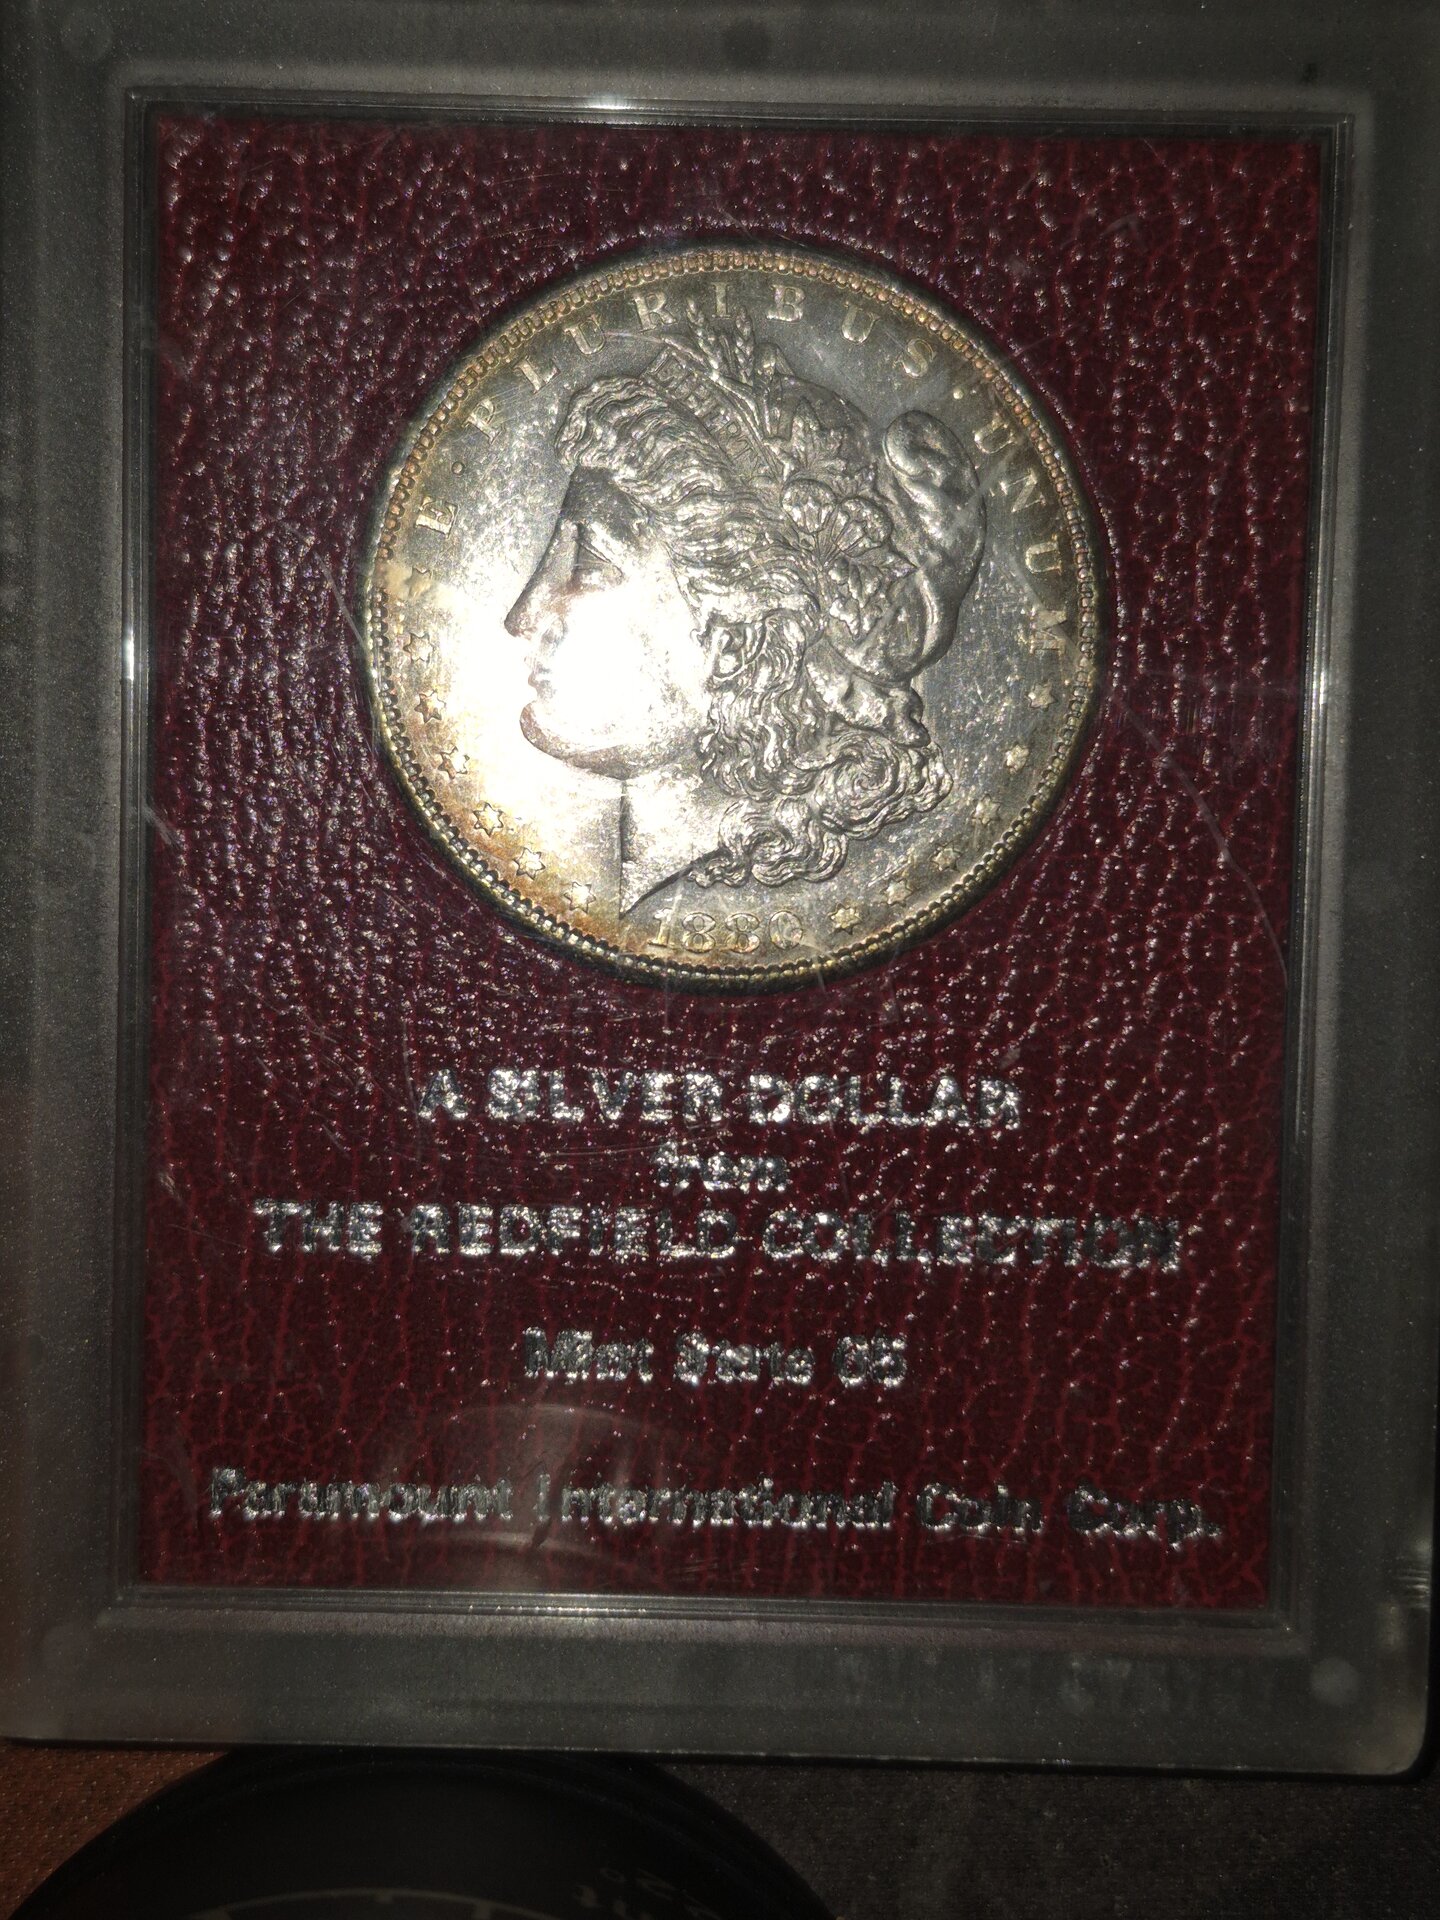 E · PLURIBUS · UNUM
LIBERTY
1880
A SILVER DOLLAR
from
THE REDFIELD COLLECTION
Mint State 65
Paramount International Coin Corp.